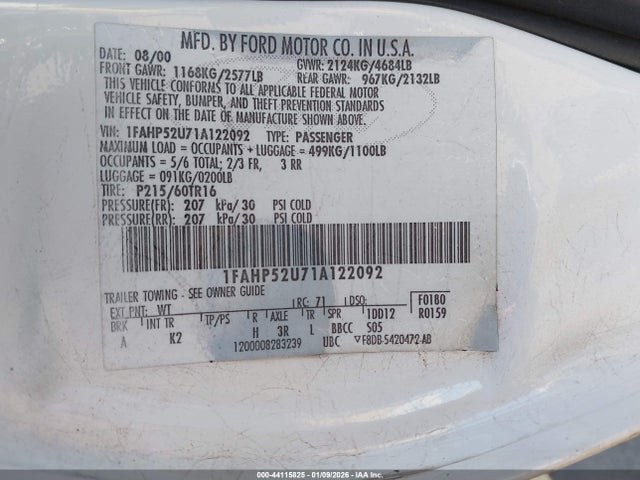 MFD. BY FORD MOTOR CO. IN U.S.A.
DATE: 08/00 GVWR: 2124KG/4684LB
FRONT GAWR: 1168KG/2577LB REAR GAWR: 967KG/2132LB
THIS VEHICLE CONFORMS TO ALL APPLICABLE FEDERAL MOTOR
VEHICLE SAFETY, BUMPER, AND THEFT PREVENTION STANDARDS
IN EFFECT ON THE DATE OF MANUFACTURE SHOWN ABOVE.
VIN: 1FAHP52U71A122092 TYPE: PASSENGER
MAXIMUM LOAD = OCCUPANTS + LUGGAGE = 499KG/1100LB
OCCUPANTS = 5/6 TOTAL; 2/3 FR, 3 RR
LUGGAGE = 091KG/0200LB
TIRE: P215/60TR16
PRESSURE(FR) = 207 kPa/30 PSI COLD
PRESSURE(RR) = 207 kPa/30 PSI COLD
1FAHP52U71A122092
TRAILER TOWING - SEE OWNER GUIDE
EXT PNT: WT RC: 71 DSO: F0180
BRK INT TR TP/PS R AXLE TR SPR 1DD12 R0159
A K2 H 3R L BBCC S05
1200008283239 UBC ▽F8DB-5420472-AB
000-44115825 | 01/09/2026 | IAAI.CA